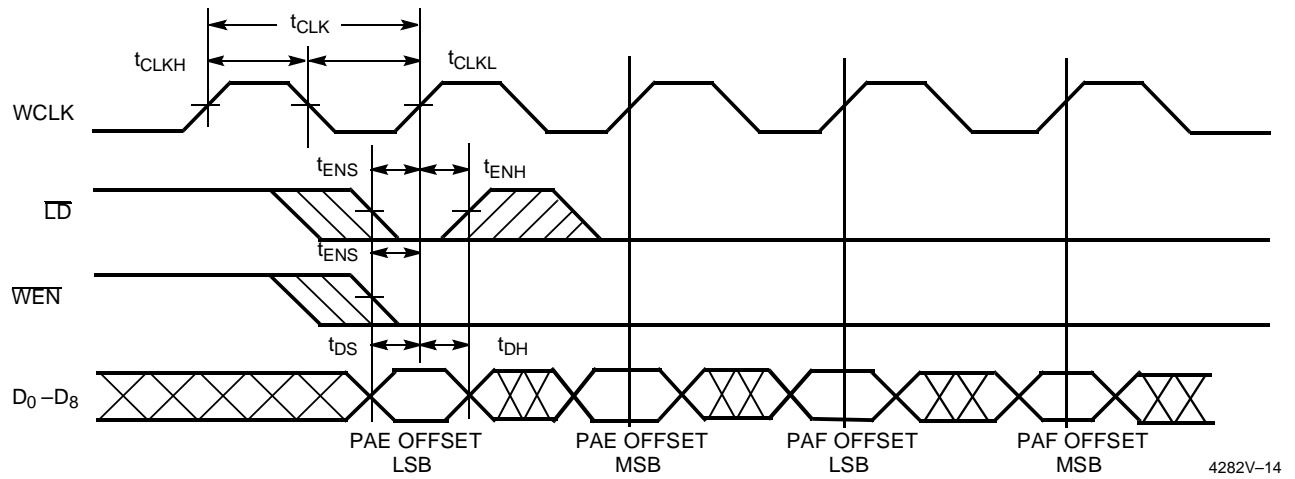 tCLK
tCLKH
tCLKL
WCLK
tENS
tENH
LD
tENS
WEN
tDS
tDH
D0 –D8
PAE OFFSET
LSB
PAE OFFSET
MSB
PAF OFFSET
LSB
PAF OFFSET
MSB
4282V–14